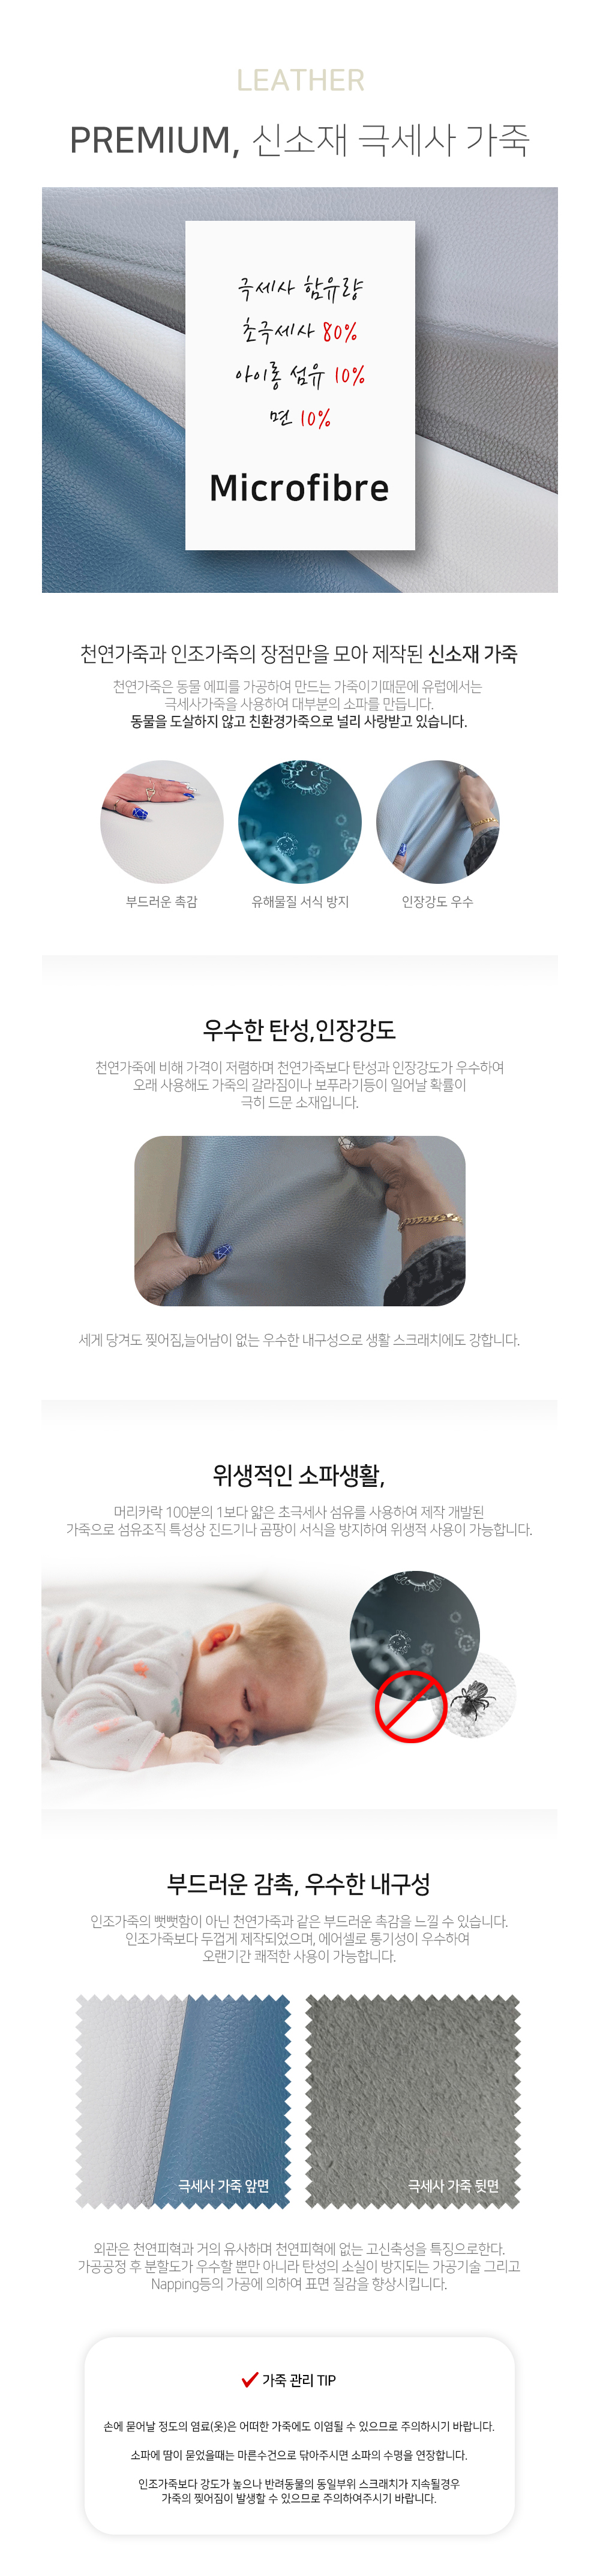 LEATHER
PREMIUM, 신소재 극세사 가죽
극세사 함유량
초극세사 80%
아이롱 섬유 10%
면 10%
Microfibre
천연가죽과 인조가죽의 장점만을 모아 제작된 신소재 가죽
천연가죽은 동물 에피를 가공하여 만드는 가죽이기때문에 유럽에서는
극세사가죽을 사용하여 대부분의 소파를 만듭니다.
동물을 도살하지 않고 친환경가죽으로 널리 사랑받고 있습니다.
부드러운 촉감
유해물질 서식 방지
인장강도 우수
우수한 탄성,인장강도
천연가죽에 비해 가격이 저렴하며 천연가죽보다 탄성과 인장강도가 우수하여
오래 사용해도 가죽의 갈라짐이나 보푸라기등이 일어날 확률이
극히 드문 소재입니다.
세게 당겨도 찢어짐,늘어남이 없는 우수한 내구성으로 생활 스크래치에도 강합니다.
위생적인 소파생활,
머리카락 100분의 1보다 얇은 초극세사 섬유를 사용하여 제작 개발된
가죽으로 섬유조직 특성상 진드기나 곰팡이 서식을 방지하여 위생적 사용이 가능합니다.
부드러운 감촉, 우수한 내구성
인조가죽의 뻣뻣함이 아닌 천연가죽과 같은 부드러운 촉감을 느낄 수 있습니다.
인조가죽보다 두껍게 제작되었으며, 에어셀로 통기성이 우수하여
오랜기간 쾌적한 사용이 가능합니다.
극세사 가죽 앞면
극세사 가죽 뒷면
외관은 천연피혁과 거의 유사하며 천연피혁에 없는 고신축성을 특징으로한다.
가공공정 후 분할도가 우수할 뿐만 아니라 탄성의 소실이 방지되는 가공기술 그리고
Napping등의 가공에 의하여 표면 질감을 향상시킵니다.
가죽 관리 TIP
손에 묻어날 정도의 염료(옷)은 어떠한 가죽에도 이염될 수 있으므로 주의하시기 바랍니다.
소파에 땀이 묻었을때는 마른수건으로 닦아주시면 소파의 수명을 연장합니다.
인조가죽보다 강도가 높으나 반려동물의 동일부위 스크래치가 지속될경우
가죽의 찢어짐이 발생할 수 있으므로 주의하여주시기 바랍니다.